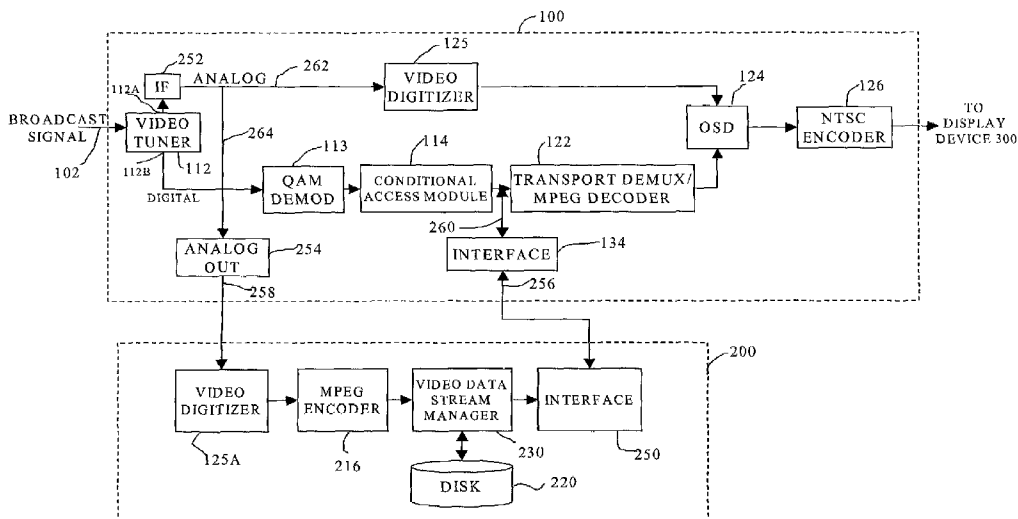 100
252
IF
ANALOG
262
125
VIDEO
DIGITIZER
124
OSD
126
NTSC
ENCODER
TO
DISPLAY
DEVICE 300
BROADCAST
SIGNAL
102
112A
VIDEO
TUNER
112B
112
DIGITAL
264
113
QAM
DEMOD
114
CONDITIONAL
ACCESS MODULE
122
TRANSPORT DEMUX/
MPEG DECODER
260
INTERFACE
134
256
ANALOG
OUT
254
258
200
VIDEO
DIGITIZER
125A
MPEG
ENCODER
216
VIDEO DATA
STREAM
MANAGER
230
INTERFACE
250
DISK
220